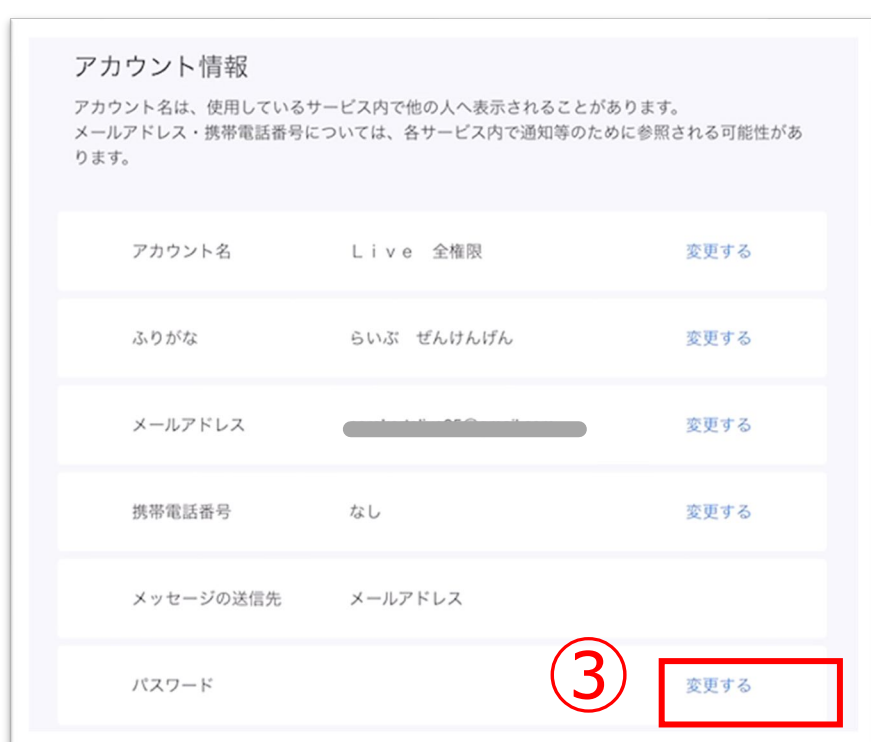 アカウント情報
アカウント名は、使用しているサービス内で他の人へ表示されることがあります。
メールアドレス・携帯電話番号については、各サービス内で通知等のために参照される可能性があ
ります。
アカウント名 Ｌｉｖｅ　全権限 変更する
ふりがな らいぶ　ぜんけんげん 変更する
メールアドレス 変更する
携帯電話番号 なし 変更する
メッセージの送信先 メールアドレス
パスワード ③ 変更する